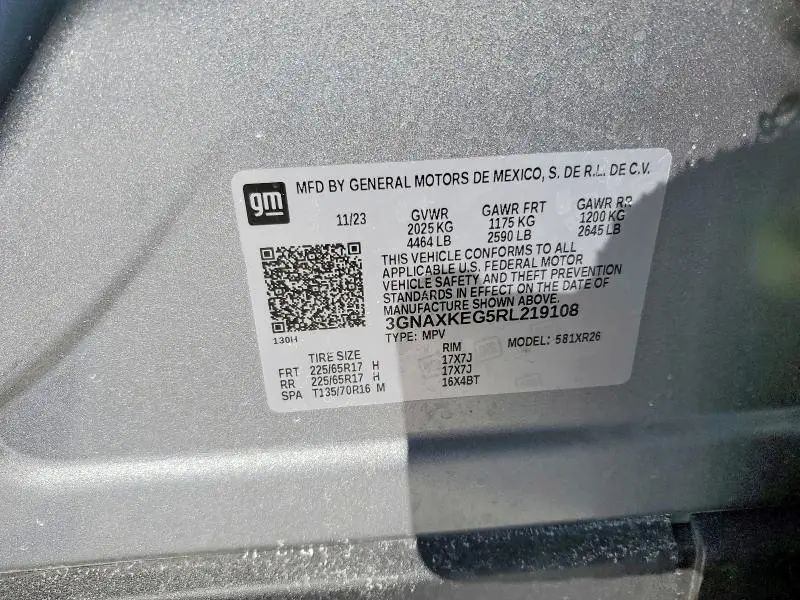 gm
MFD BY GENERAL MOTORS DE MEXICO, S. DE R.L. DE C.V.
11/23 GVWR GAWR FRT GAWR RR
2025 KG 1175 KG 1200 KG
4464 LB 2590 LB 2645 LB
THIS VEHICLE CONFORMS TO ALL
APPLICABLE U.S. FEDERAL MOTOR
VEHICLE SAFETY AND THEFT PREVENTION
STANDARDS IN EFFECT ON THE DATE OF
MANUFACTURE SHOWN ABOVE.
3GNAXKEG5RL219108
130H
TYPE: MPV MODEL: 581XR26
TIRE SIZE RIM
FRT 225/65R17 H 17X7J
RR 225/65R17 H 17X7J
SPA T135/70R16 M 16X4BT